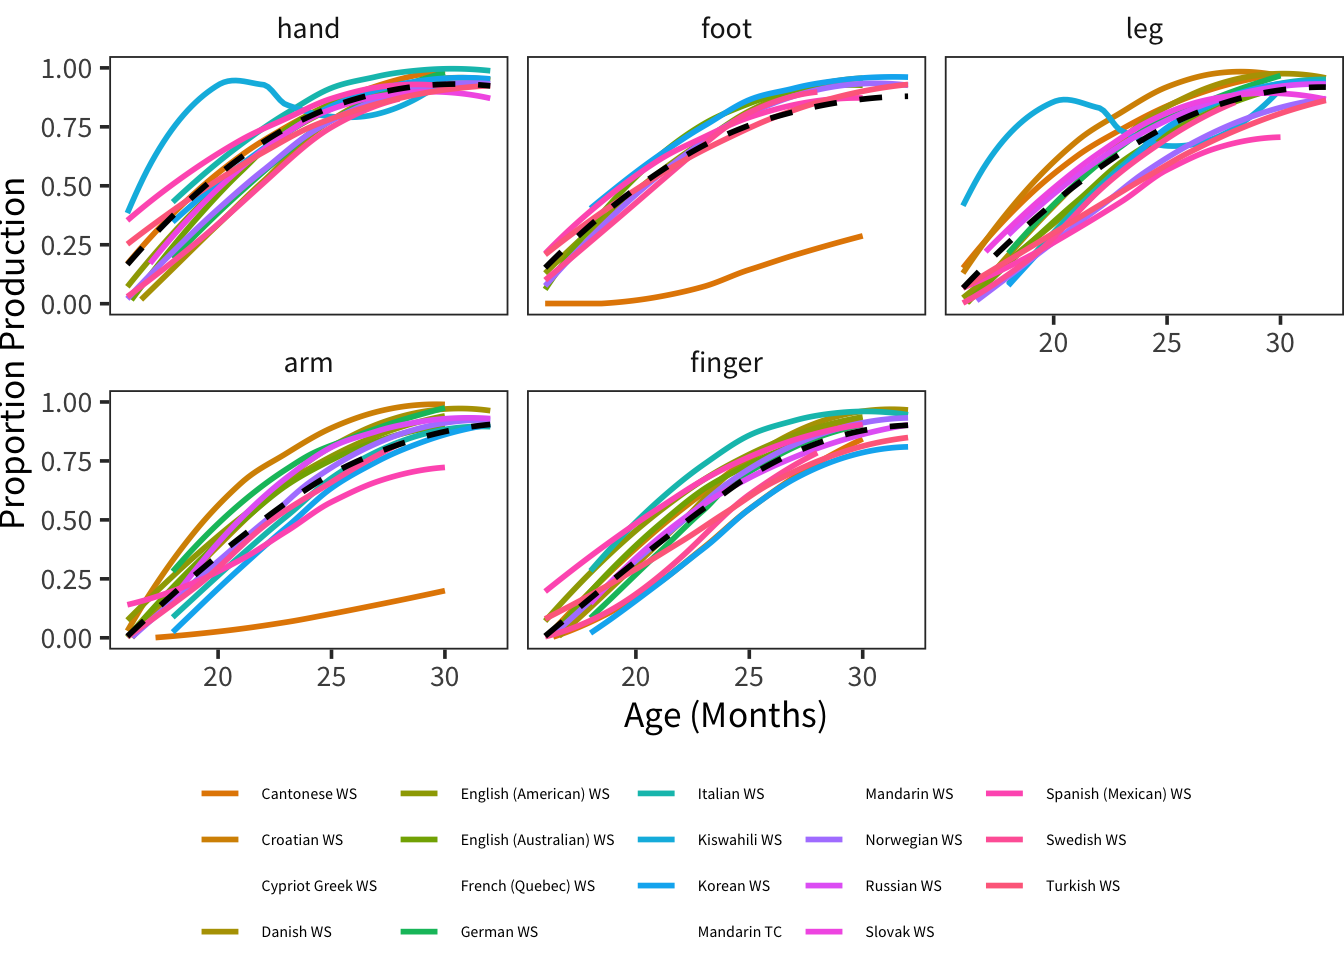 hand
foot
leg
1.00
0.75
0.50
0.25
0.00
20 25 30
arm
finger
1.00
0.75
0.50
0.25
0.00
20 25 30
20 25 30
Proportion Production
Age (Months)
Cantonese WS
English (American) WS
Italian WS
Mandarin WS
Spanish (Mexican) WS
Croatian WS
English (Australian) WS
Kiswahili WS
Norwegian WS
Swedish WS
Cypriot Greek WS
French (Quebec) WS
Korean WS
Russian WS
Turkish WS
Danish WS
German WS
Mandarin TC
Slovak WS